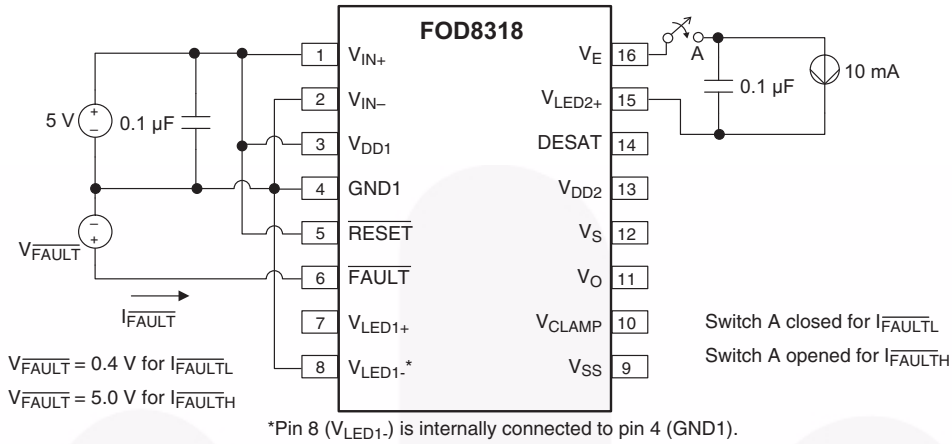 FOD8318
1 V_IN+
2 V_IN–
3 V_DD1
4 GND1
5 RESET
6 FAULT
7 V_LED1+
8 V_LED1-*
V_E 16
V_LED2+ 15
DESAT 14
V_DD2 13
V_S 12
V_O 11
V_CLAMP 10
V_SS 9
5 V
+
–
0.1 µF
–
+
V_FAULT
I_FAULT
A
0.1 µF
10 mA
V_FAULT = 0.4 V for I_FAULTL
V_FAULT = 5.0 V for I_FAULTH
Switch A closed for I_FAULTL
Switch A opened for I_FAULTH
*Pin 8 (V_LED1-) is internally connected to pin 4 (GND1).